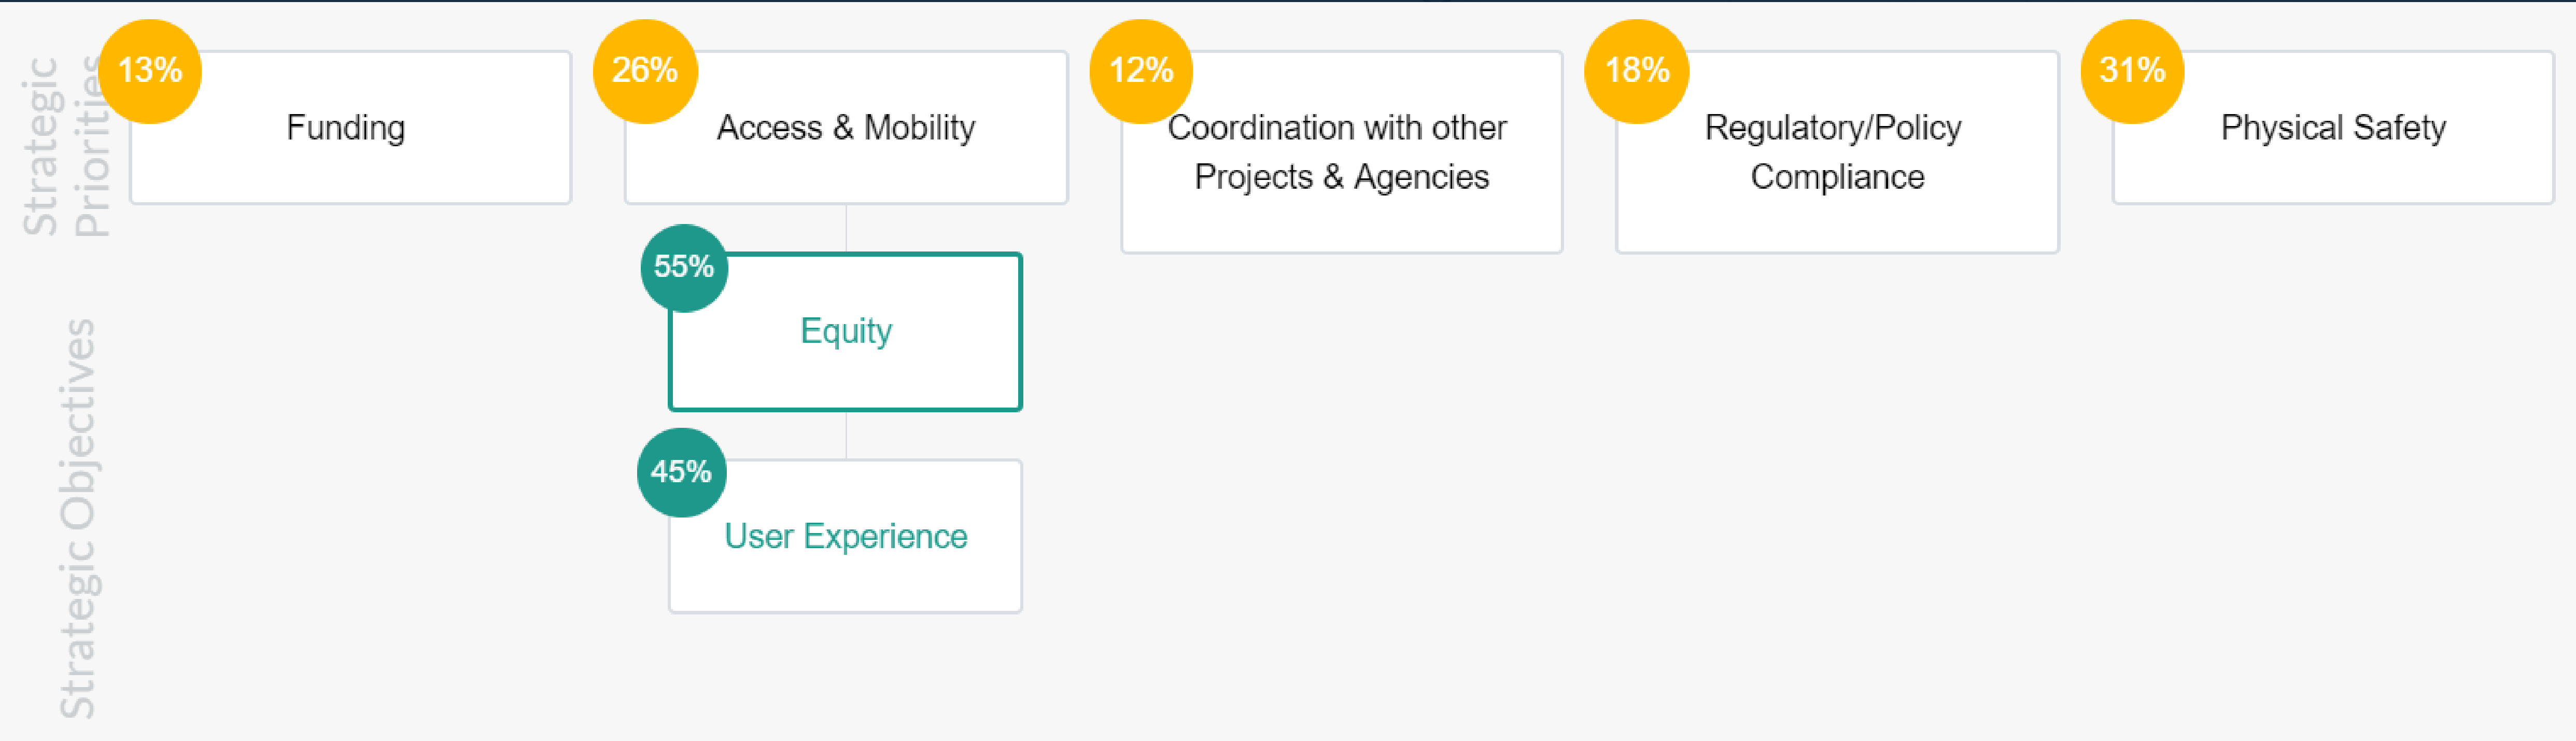 Strategic
Priorities
13%
Funding
26%
Access & Mobility
12%
Coordination with other
Projects & Agencies
18%
Regulatory/Policy
Compliance
31%
Physical Safety
Strategic Objectives
55%
Equity
45%
User Experience